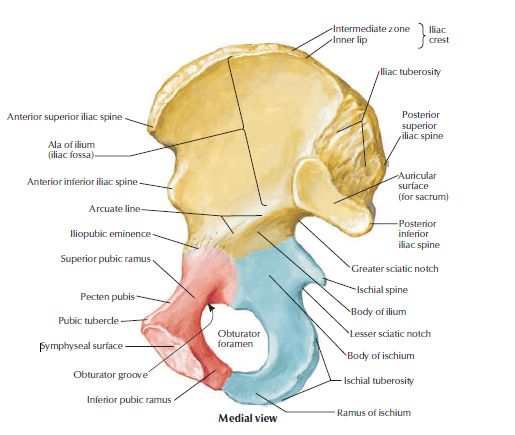 Intermediate zone
Inner lip
Iliac
crest
Iliac tuberosity
Anterior superior iliac spine
Posterior
superior
iliac spine
Ala of ilium
(iliac fossa)
Auricular
surface
(for sacrum)
Anterior inferior iliac spine
Arcuate line
Posterior
inferior
iliac spine
Iliopubic eminence
Superior pubic ramus
Greater sciatic notch
Ischial spine
Pecten pubis
Body of ilium
Pubic tubercle
Lesser sciatic notch
Obturator
foramen
Symphyseal surface
Body of ischium
Obturator groove
Ischial tuberosity
Inferior pubic ramus
Ramus of ischium
Medial view